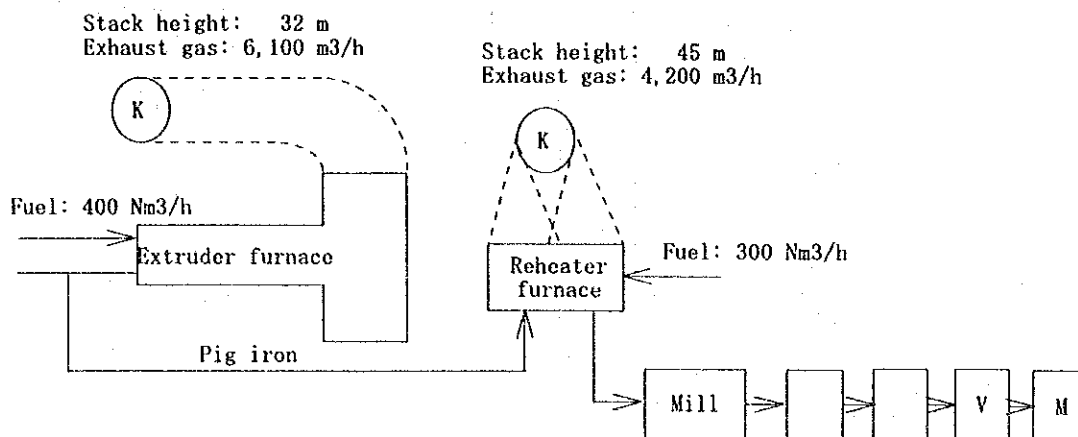 Stack height: 32 m
Exhaust gas: 6,100 m3/h
Stack height: 45 m
Exhaust gas: 4,200 m3/h
K
K
Fuel: 400 Nm3/h
Extruder furnace
Reheater
furnace
Fuel: 300 Nm3/h
Pig iron
Mill
V
M